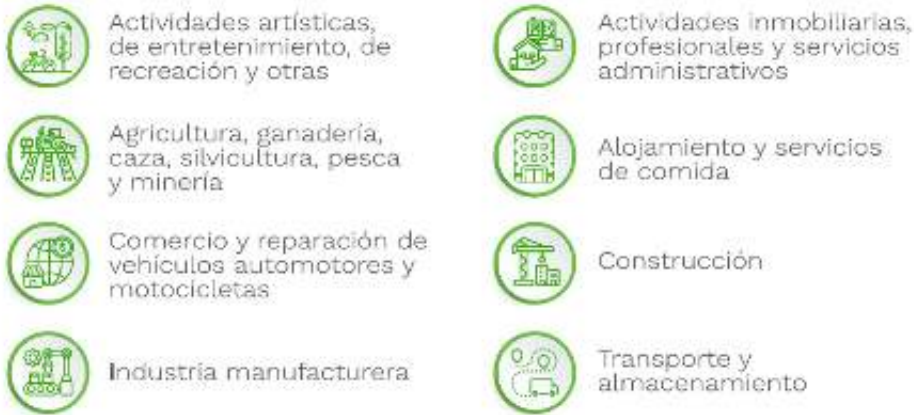 Actividades artísticas,
de entretenimiento, de
recreación y otras
Actividades inmobiliarias,
profesionales y servicios
administrativos
Agricultura, ganadería,
caza, silvicultura, pesca
y minería
Alojamiento y servicios
de comida
Comercio y reparación de
vehículos automotores y
motocicletas
Construcción
Industria manufacturera
Transporte y
almacenamiento